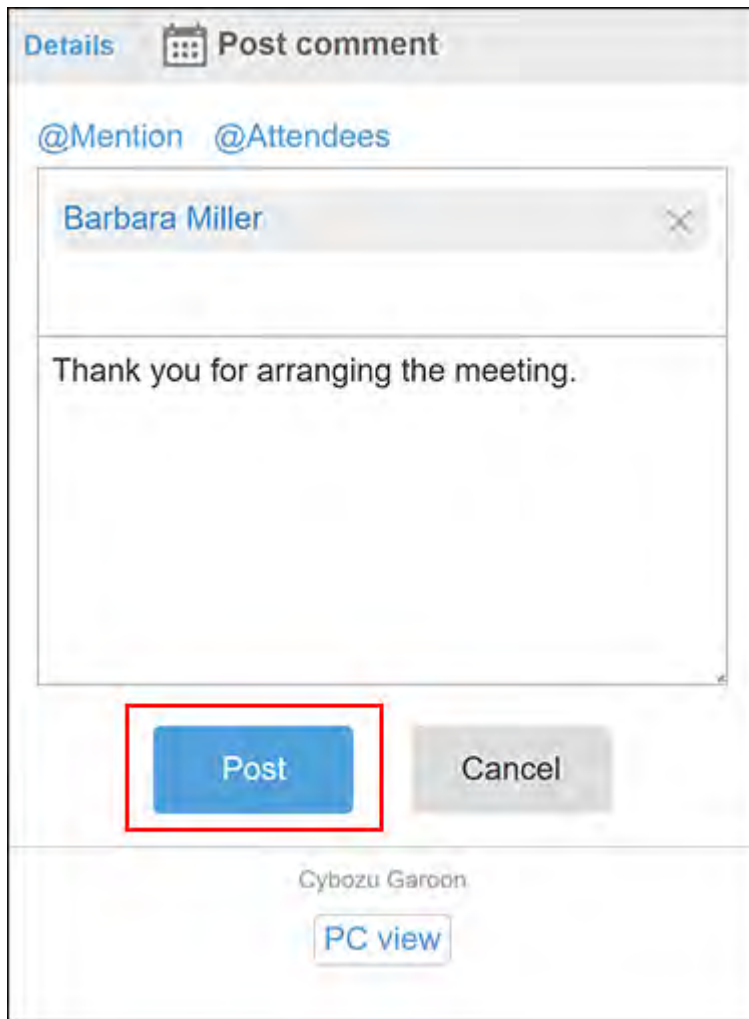 Details Post comment
@Mention @Attendees
Barbara Miller
Thank you for arranging the meeting.
Post Cancel
Cybozu Garoon
PC view